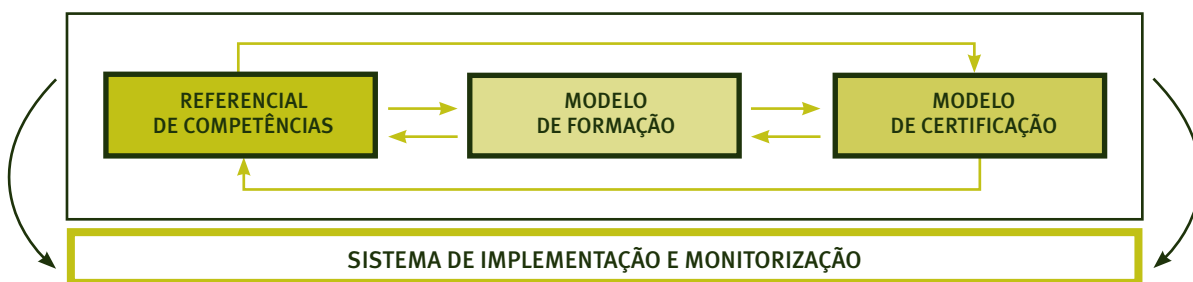 REFERENCIAL
DE COMPETÊNCIAS
MODELO
DE FORMAÇÃO
MODELO
DE CERTIFICAÇÃO
SISTEMA DE IMPLEMENTAÇÃO E MONITORIZAÇÃO